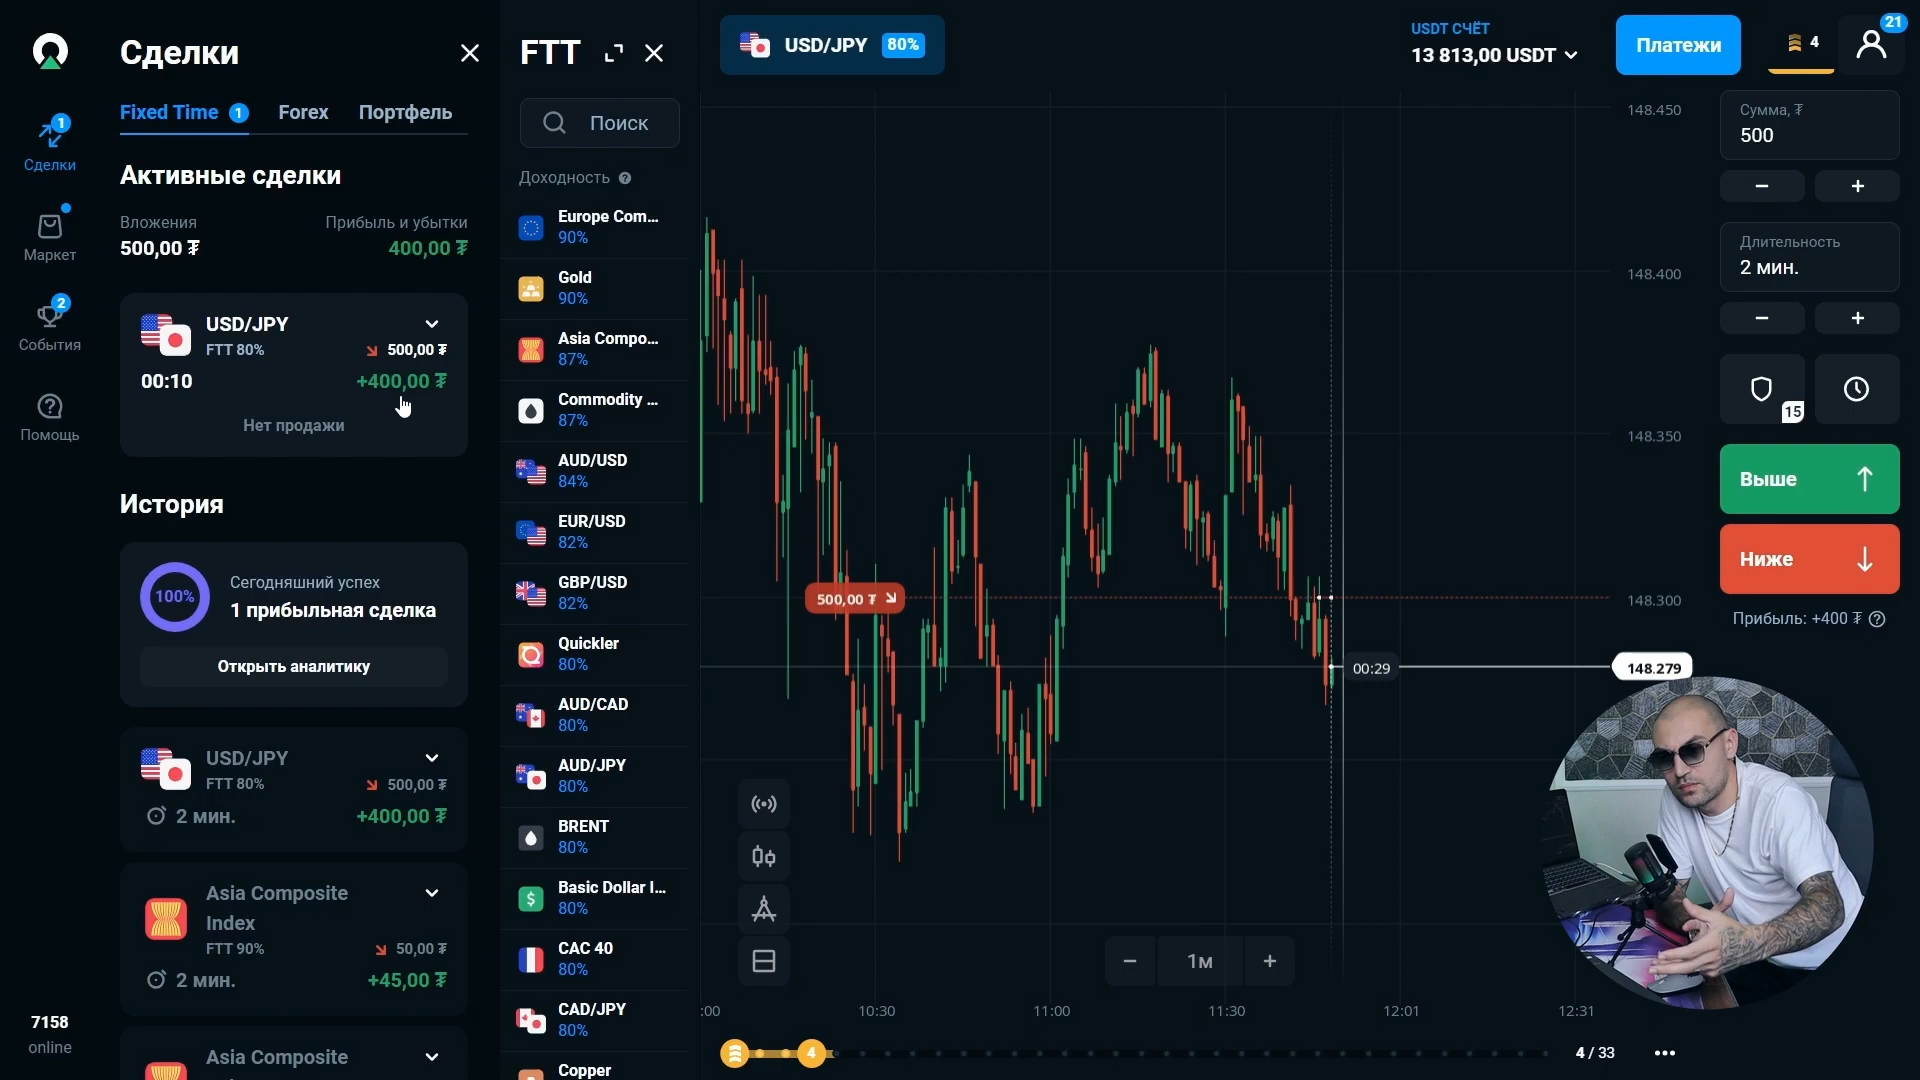 Сделки
1
Сделки
Маркет
2
События
Помощь
7158
online
Сделки
Fixed Time 1
Forex
Портфель
Активные сделки
Вложения
Прибыль и убытки
500,00 ₮
400,00 ₮
USD/JPY
FTT 80%
500,00 ₮
00:10
+400,00 ₮
Нет продажи
История
100%
Сегодняшний успех
1 прибыльная сделка
Открыть аналитику
USD/JPY
FTT 80%
500,00 ₮
2 мин.
+400,00 ₮
Asia Composite
Index
FTT 90%
50,00 ₮
2 мин.
+45,00 ₮
Asia Composite
FTT
Поиск
Доходность ?
Europe Com...
90%
Gold
90%
Asia Compo...
87%
Commodity ...
87%
AUD/USD
84%
EUR/USD
82%
GBP/USD
82%
Quickler
80%
AUD/CAD
80%
AUD/JPY
80%
BRENT
80%
Basic Dollar I...
80%
CAC 40
80%
CAD/JPY
80%
Copper
USD/JPY 80%
USDT СЧЁТ
13 813,00 USDT
Платежи
4
21
148.450
148.400
148.350
148.300
148.279
500,00 ₮
00:29
1м
:00
10:30
11:00
11:30
12:01
12:31
4
4 / 33
Сумма, ₮
500
− +
Длительность
2 мин.
− +
15
Выше
Ниже
Прибыль: +400 ₮ ?